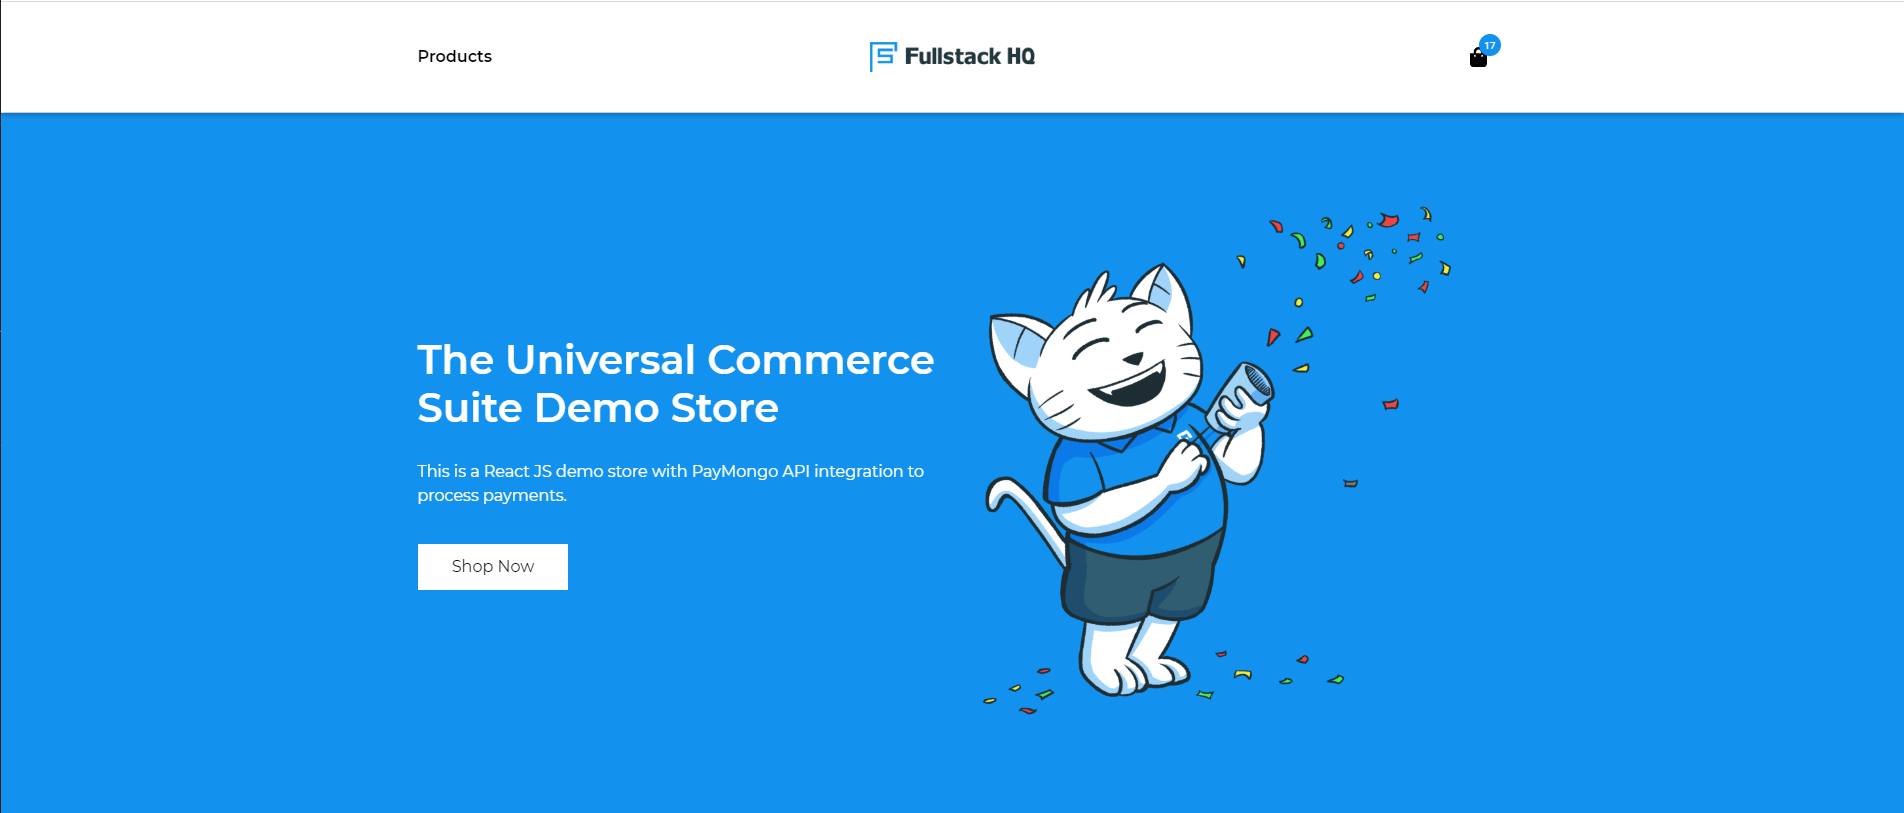 Products
Fullstack HQ
17
The Universal Commerce
Suite Demo Store
This is a React JS demo store with PayMongo API integration to
process payments.
Shop Now